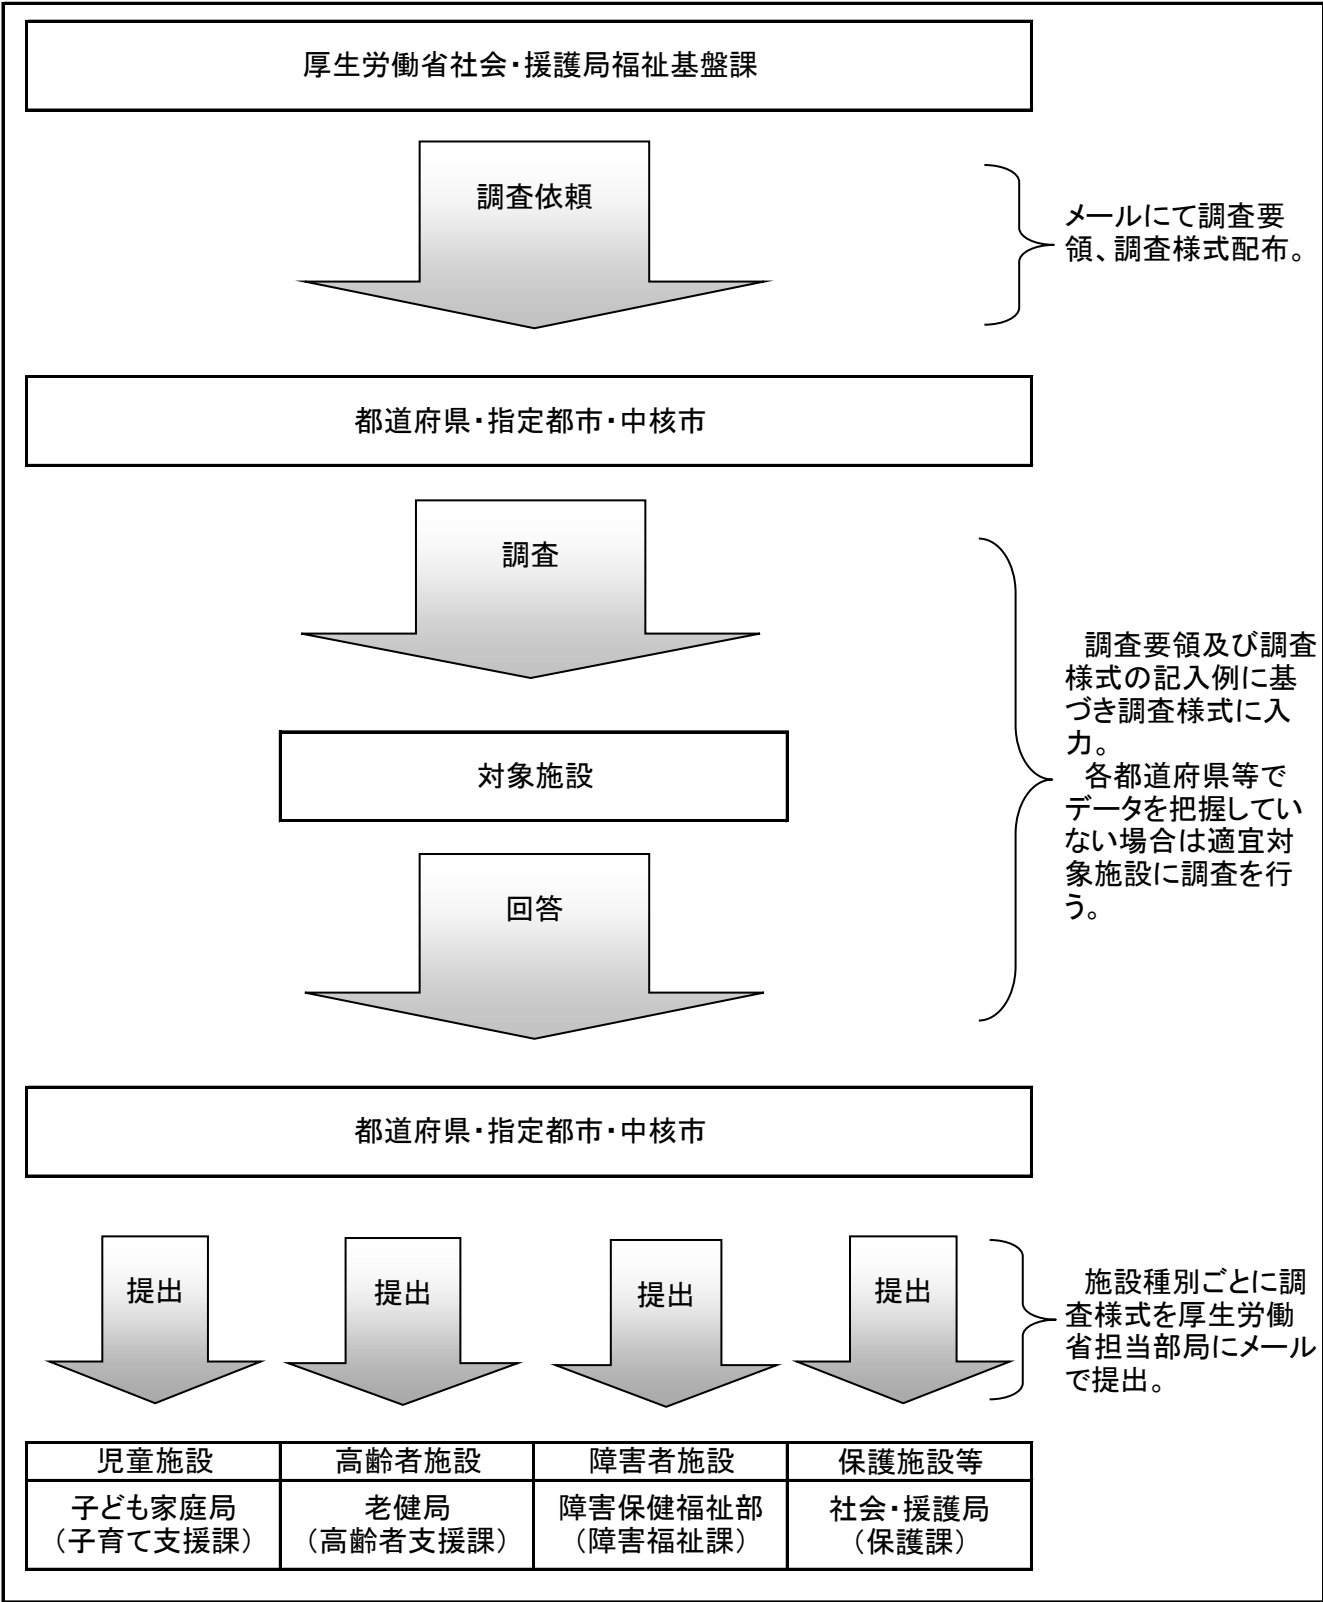 厚生労働省社会・援護局福祉基盤課
調査依頼
メールにて調査要
領、調査様式配布。
都道府県・指定都市・中核市
調査
対象施設
回答
調査要領及び調査
様式の記入例に基
づき調査様式に入
力。
各都道府県等で
データを把握してい
ない場合は適宜対
象施設に調査を行
う。
都道府県・指定都市・中核市
提出
提出
提出
提出
施設種別ごとに調
査様式を厚生労働
省担当部局にメール
で提出。
児童施設
高齢者施設
障害者施設
保護施設等
子ども家庭局
（子育て支援課）
老健局
（高齢者支援課）
障害保健福祉部
（障害福祉課）
社会・援護局
（保護課）